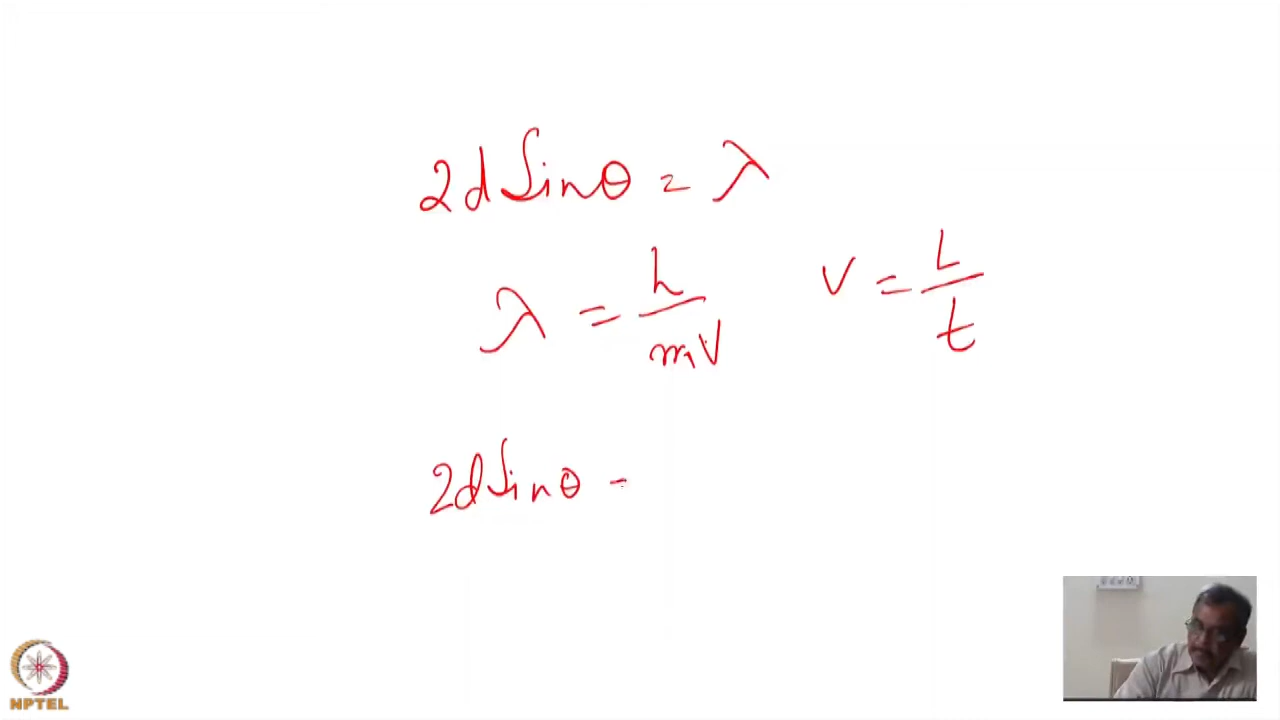 2d Sinθ = λ
λ = h/mv    v = L/t
2d Sinθ -
NPTEL